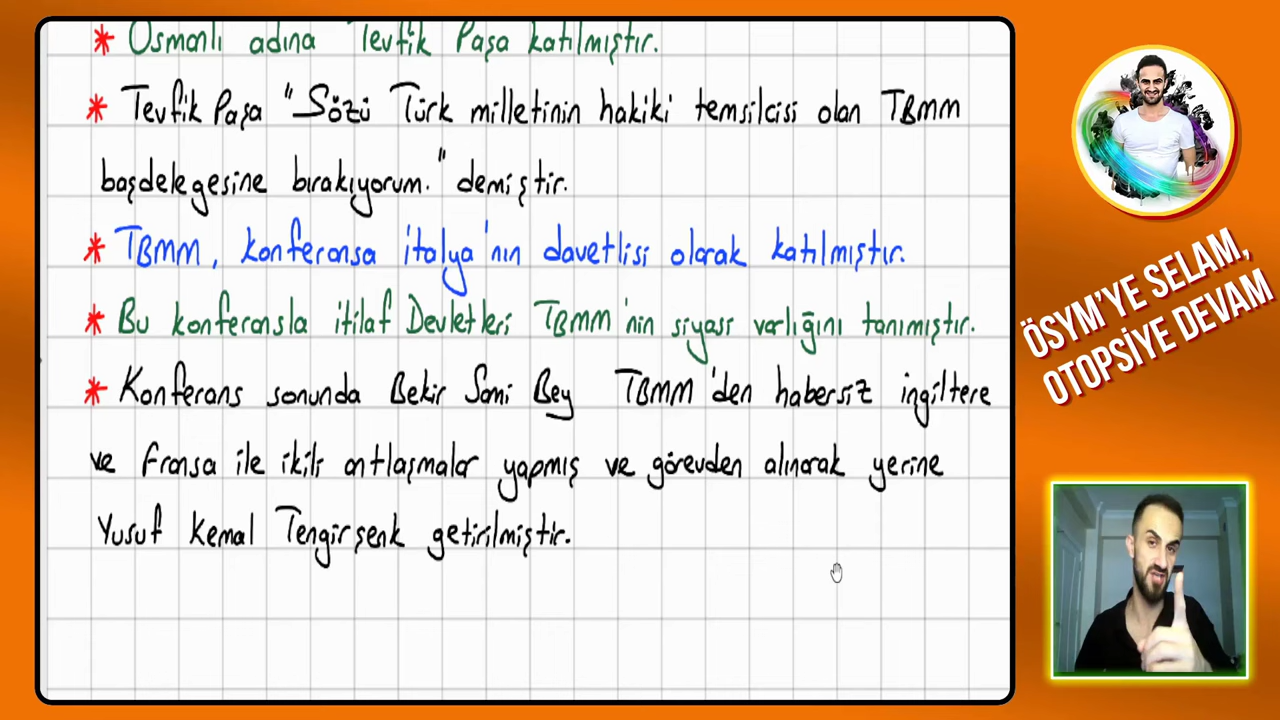 * Osmanlı adına Tevfik Paşa katılmıştır.
* Tevfik Paşa "Sözü Türk milletinin hakiki temsilcisi olan TBMM
başdelegesine bırakıyorum." demiştir.
* TBMM, konferansa İtalya'nın davetlisi olarak katılmıştır.
* Bu konferansla itilaf Devletleri TBMM'nin siyasi varlığını tanımıştır.
* Konferans sonunda Bekir Sami Bey TBMM'den habersiz ingiltere
ve Fransa ile ikili antlaşmalar yapmış ve görevden alınarak yerine
Yusuf Kemal Tengirşenk getirilmiştir.
ÖSYM'YE SELAM,
OTOPSİYE DEVAM